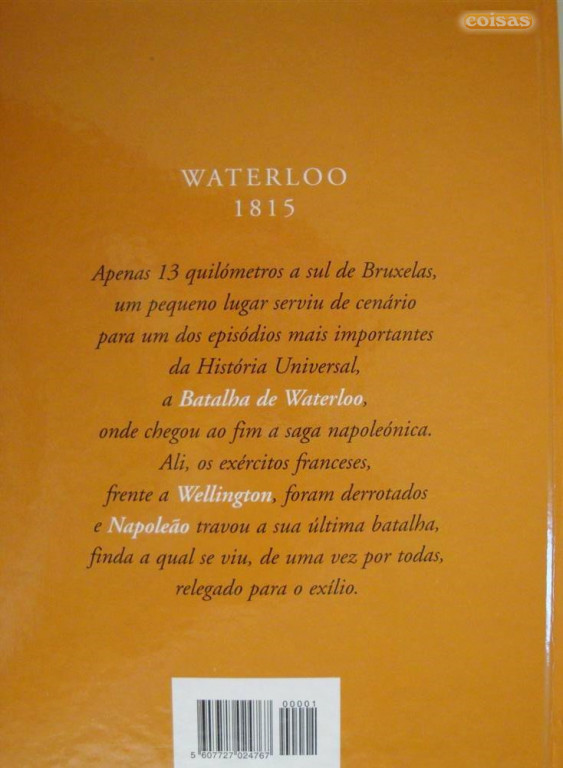 coisas
WATERLOO
1815
Apenas 13 quilómetros a sul de Bruxelas,
um pequeno lugar serviu de cenário
para um dos episódios mais importantes
da História Universal,
a Batalha de Waterloo,
onde chegou ao fim a saga napoleónica.
Ali, os exércitos franceses,
frente a Wellington, foram derrotados
e Napoleão travou a sua última batalha,
finda a qual se viu, de uma vez por todas,
relegado para o exílio.
00001
5 607727 024767